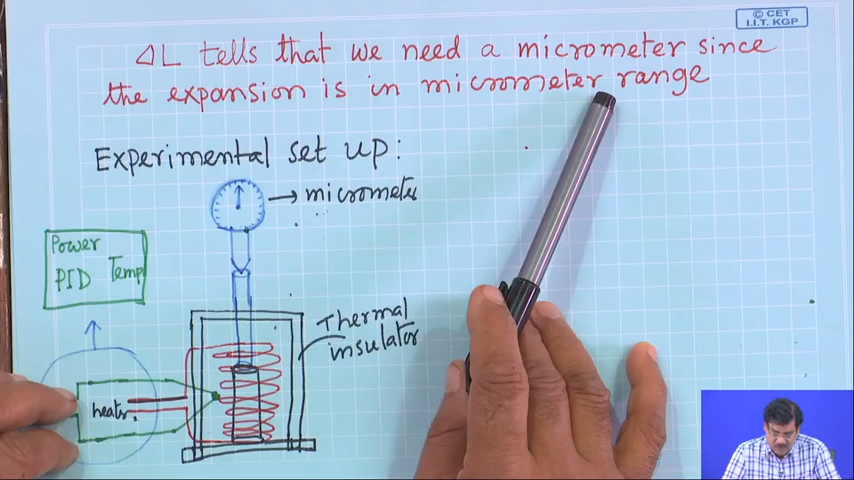 © CET
I.I.T. KGP
ΔL tells that we need a micrometer since
the expansion is in micrometer range
Experimental set up:
micrometer
Power
PID Temp
Thermal
insulator
heater